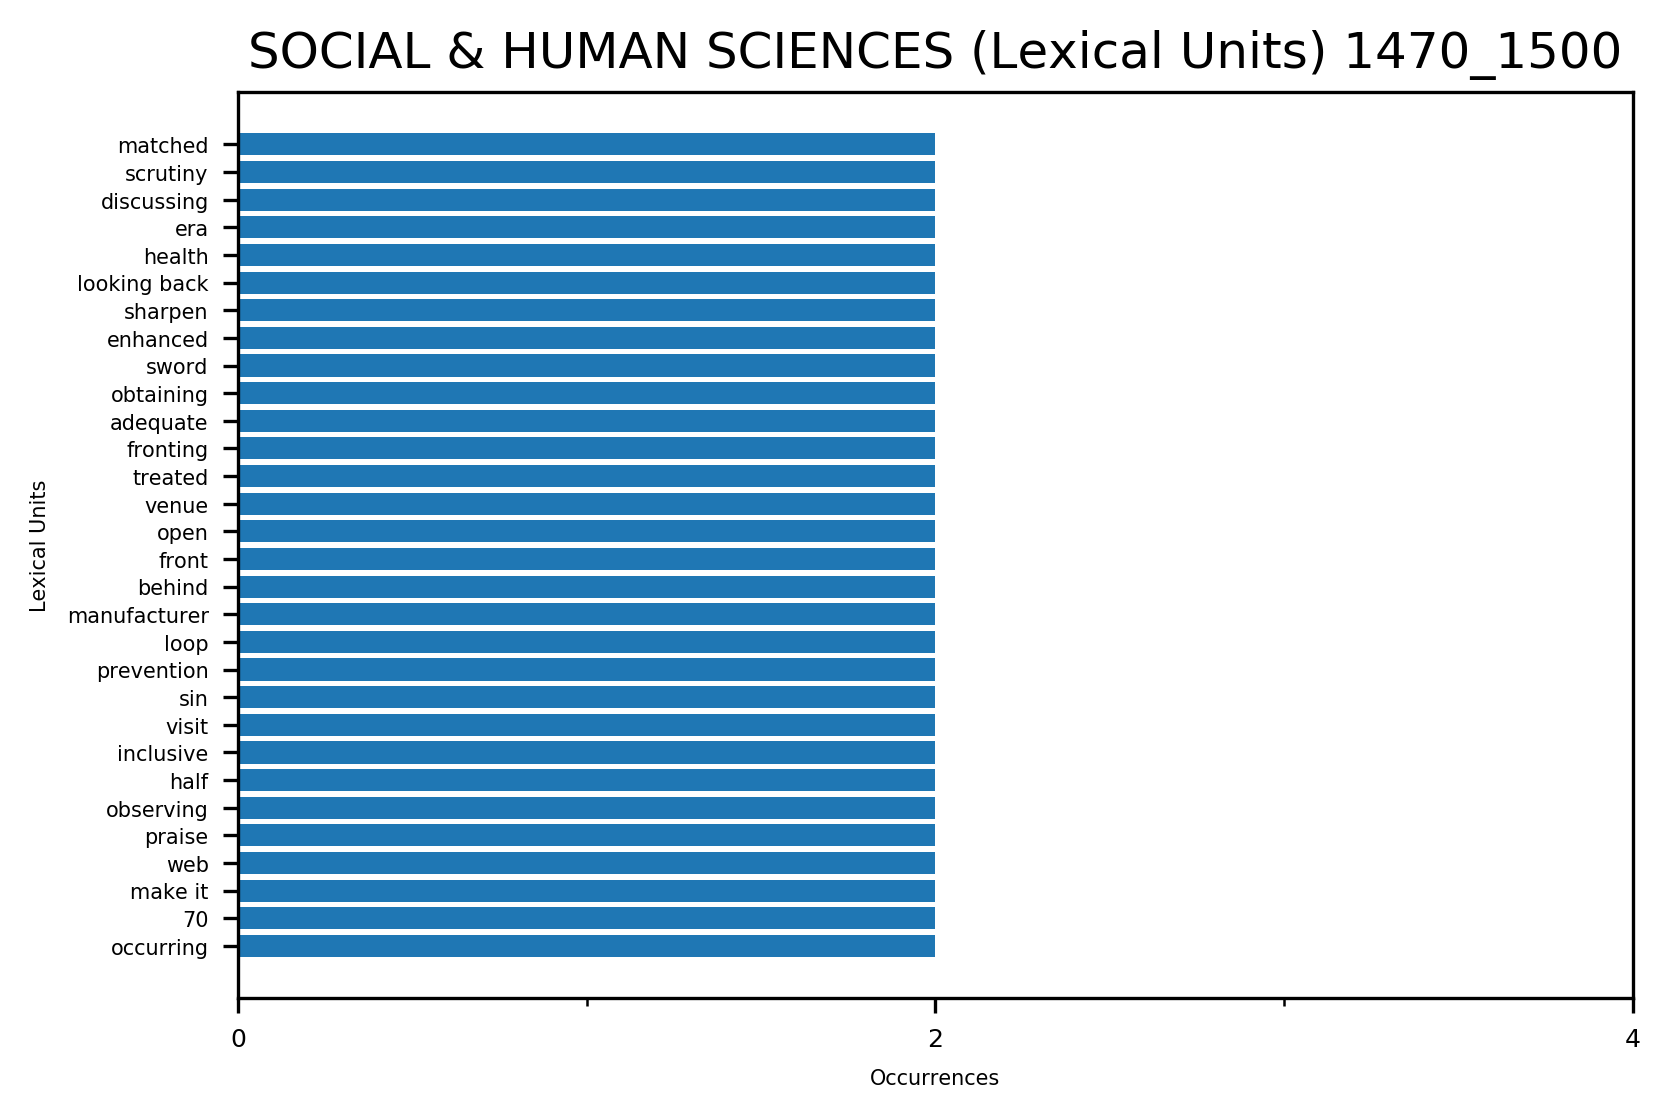 SOCIAL & HUMAN SCIENCES (Lexical Units) 1470_1500
matched
scrutiny
discussing
era
health
looking back
sharpen
enhanced
sword
obtaining
adequate
fronting
treated
venue
open
front
behind
manufacturer
loop
prevention
sin
visit
inclusive
half
observing
praise
web
make it
70
occurring
Lexical Units
0 2 4
Occurrences